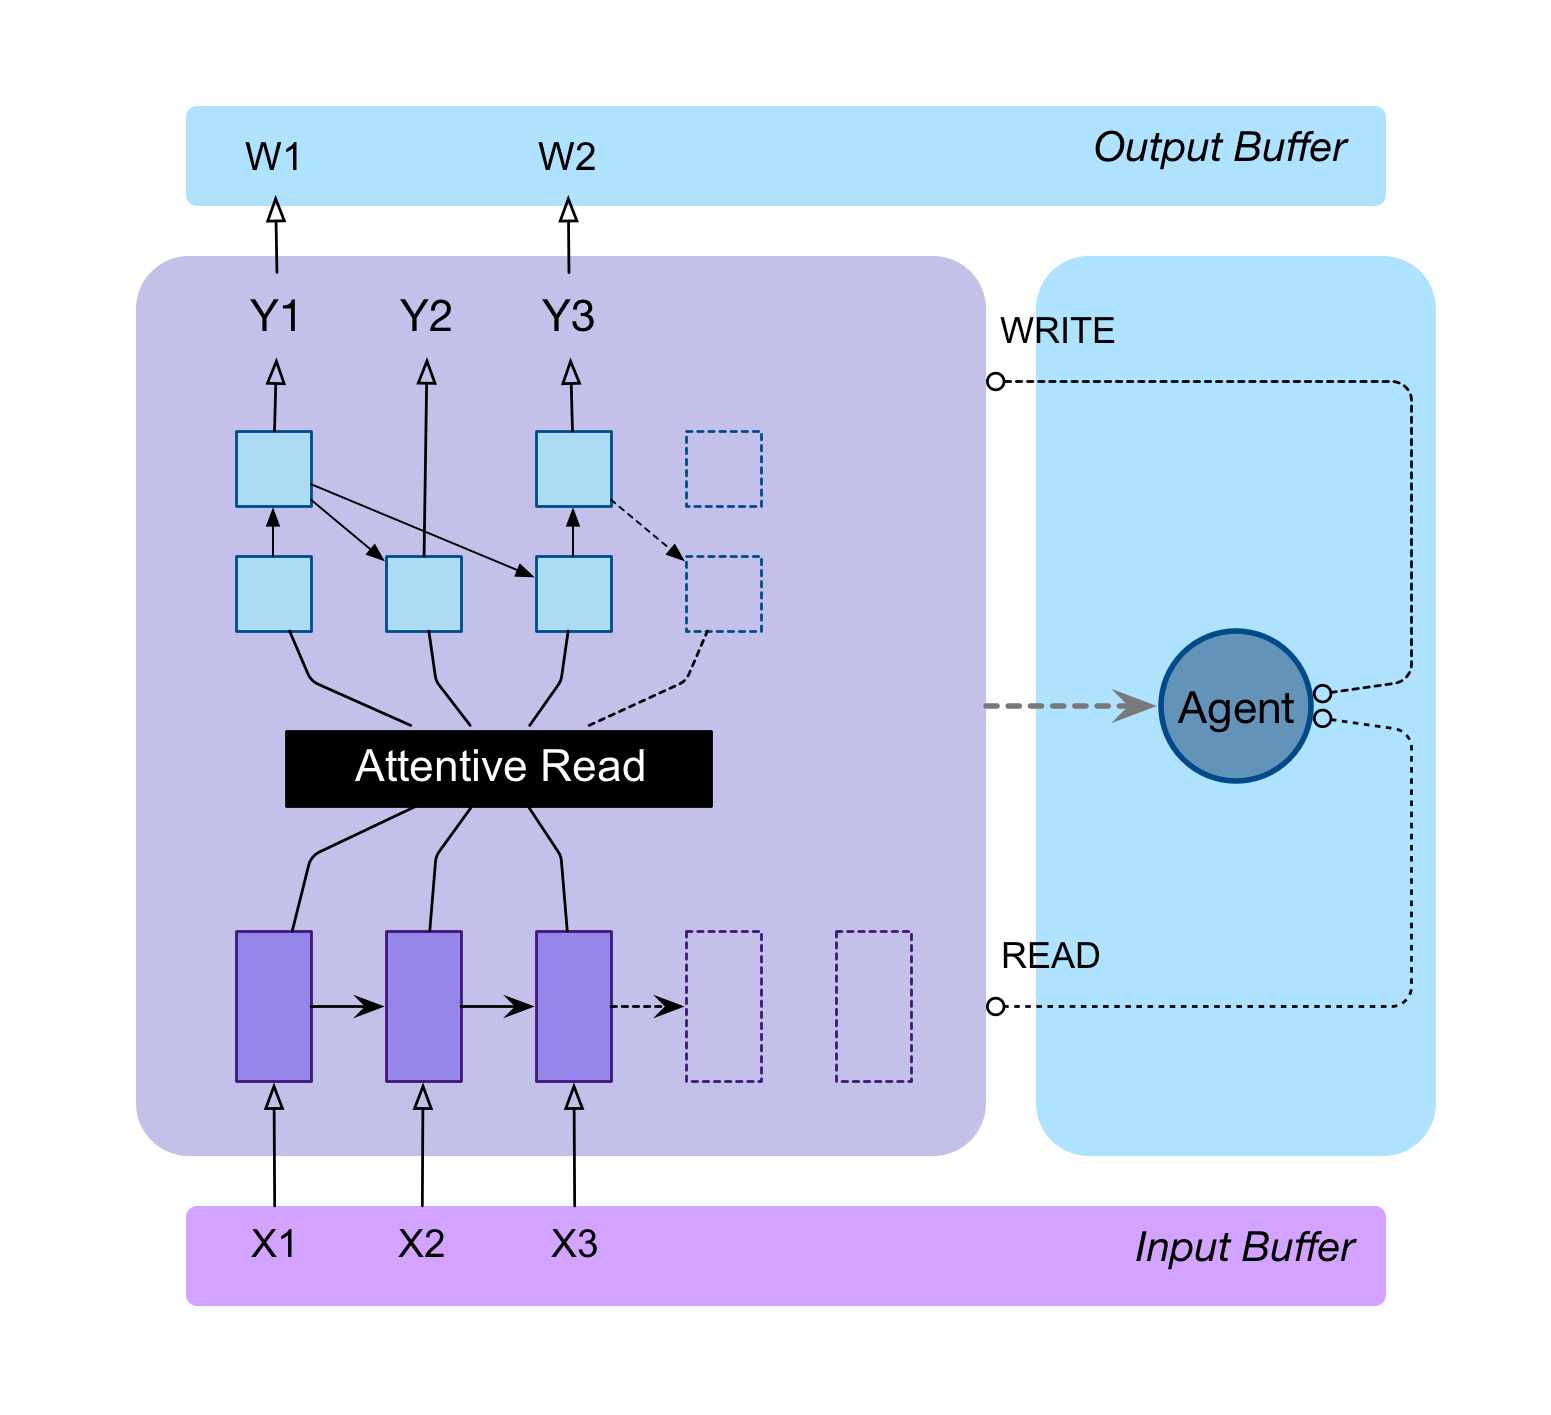 W1 W2 Output Buffer
Y1 Y2 Y3
WRITE
Agent
Attentive Read
READ
X1 X2 X3 Input Buffer